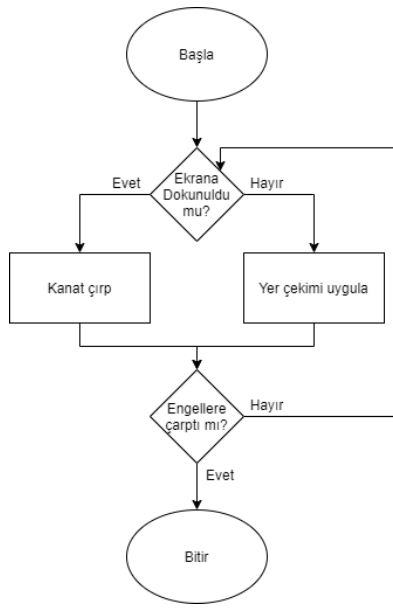 Başla
Evet
Ekrana
Dokunuldu
mu?
Hayır
Kanat çırp
Yer çekimi uygula
Engellere
çarptı mı?
Hayır
Evet
Bitir